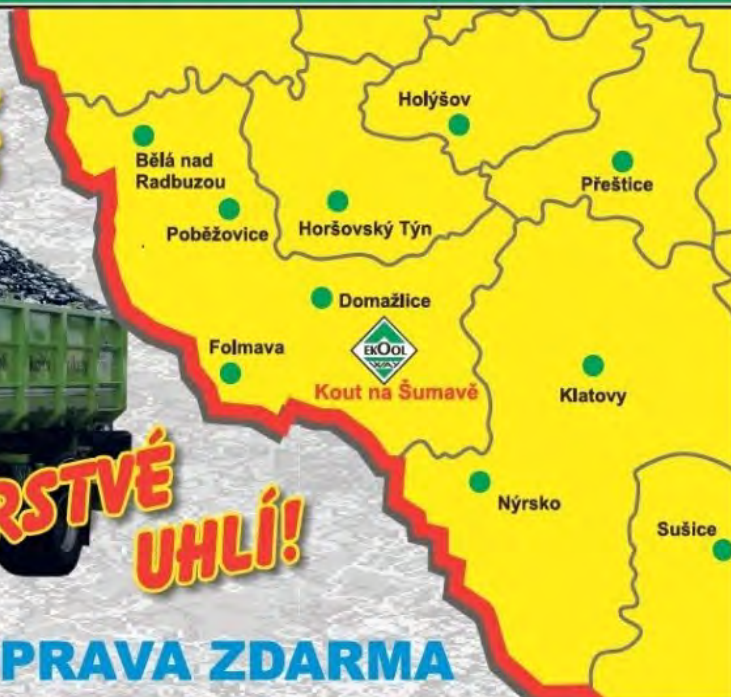 Holýšov
Bělá nad
Radbuzou
Přeštice
Poběžovice
Horšovský Týn
Domažlice
EKOOL
Folmava
Kout na Šumavě
Klatovy
RSTVÉ
UHLÍ!
Nýrsko
Sušice
PRAVA ZDARMA